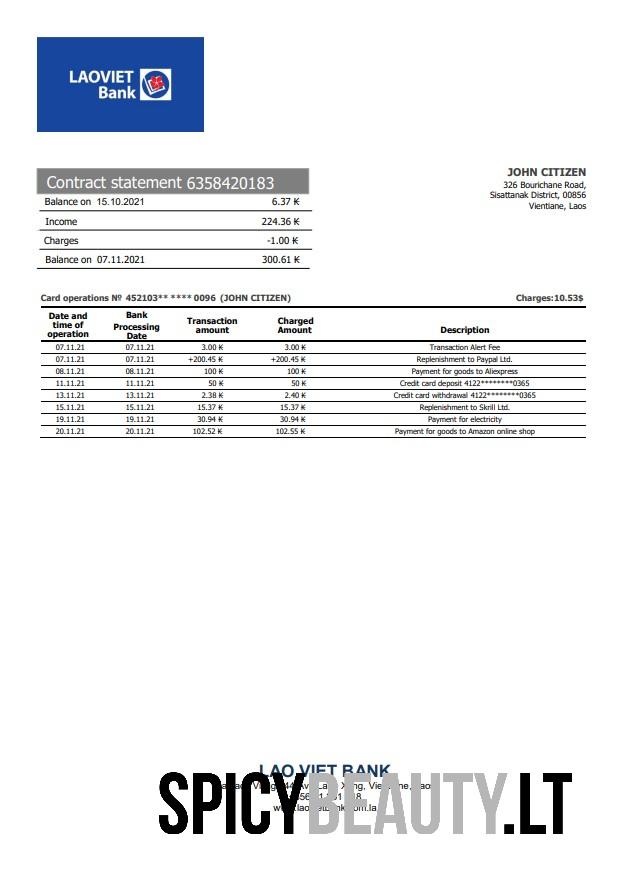 LAOVIET
Bank
Contract statement 6358420183
JOHN CITIZEN
326 Bourichane Road,
Sisattanak District, 00856
Vientiane, Laos
Balance on 15.10.2021 6.37 ₭
Income 224.36 ₭
Charges -1.00 ₭
Balance on 07.11.2021 300.61 ₭
Card operations № 452103** **** 0096 (JOHN CITIZEN) Charges:10.53$
Date and time of operation Bank Processing Date Transaction amount Charged Amount Description
07.11.21 07.11.21 3.00 ₭ 3.00 ₭ Transaction Alert Fee
07.11.21 07.11.21 +200.45 ₭ +200.45 ₭ Replenishment to Paypal Ltd.
08.11.21 08.11.21 100 ₭ 100 ₭ Payment for goods to Aliexpress
11.11.21 11.11.21 50 ₭ 50 ₭ Credit card deposit 4122********0365
13.11.21 13.11.21 2.38 ₭ 2.40 ₭ Credit card withdrawal 4122********0365
15.11.21 15.11.21 15.37 ₭ 15.37 ₭ Replenishment to Skrill Ltd.
19.11.21 19.11.21 30.94 ₭ 30.94 ₭ Payment for electricity
20.11.21 20.11.21 102.52 ₭ 102.55 ₭ Payment for goods to Amazon online shop
LAO VIET BANK
SPICYBEAUTY.LT